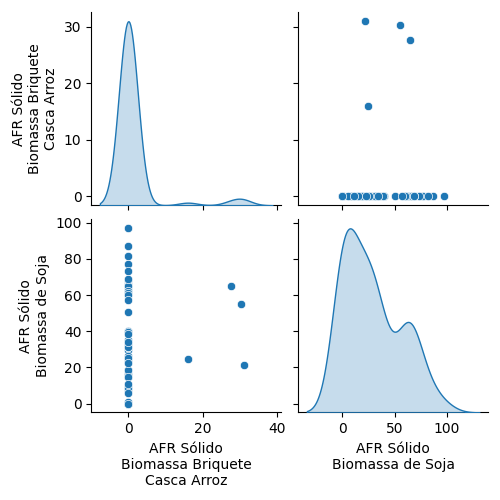 AFR Sólido
Biomassa Briquete
Casca Arroz
30
20
10
0
AFR Sólido
Biomassa de Soja
100
80
60
40
20
0
0
20
40
AFR Sólido
Biomassa Briquete
Casca Arroz
0
50
100
AFR Sólido
Biomassa de Soja